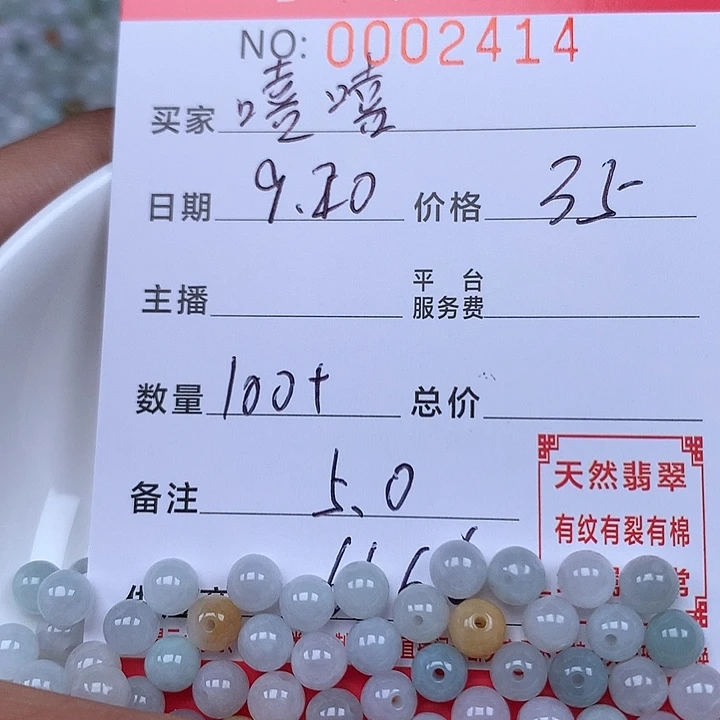 NO: 0002414
买家 嘻嘻
日期 9.20 价格 35
主播 平台服务费
数量 100+ 总价
备注 5.0
天然翡翠
有纹有裂有棉